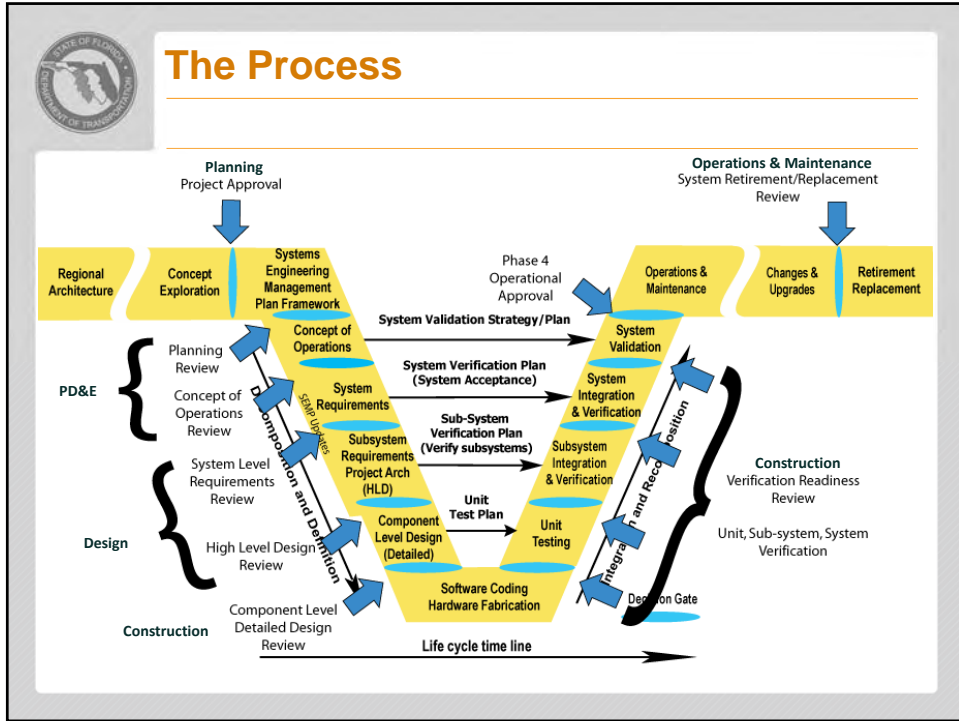 STATE OF FLORIDA
DEPARTMENT OF TRANSPORTATION
The Process
Planning
Project Approval
Operations & Maintenance
System Retirement/Replacement
Review
Regional
Architecture
Concept
Exploration
Systems
Engineering
Management
Plan Framework
Phase 4
Operational
Approval
Operations &
Maintenance
Changes &
Upgrades
Retirement
Replacement
System Validation Strategy/Plan
Concept of
Operations
System
Validation
Planning
Review
PD&E
Concept of
Operations
Review
System Verification Plan
(System Acceptance)
System
Requirements
SEMP Updates
System
Integration
& Verification
Sub-System
Verification Plan
(Verify subsystems)
Subsystem
Requirements
Project Arch
(HLD)
Subsystem
Integration
& Verification
System Level
Requirements
Review
Decomposition and Definition
Integration and Recomposition
Construction
Verification Readiness
Review
Unit, Sub-system, System
Verification
Design
High Level Design
Review
Unit
Test Plan
Component
Level Design
(Detailed)
Unit
Testing
Software Coding
Hardware Fabrication
Decision Gate
Construction
Component Level
Detailed Design
Review
Life cycle time line